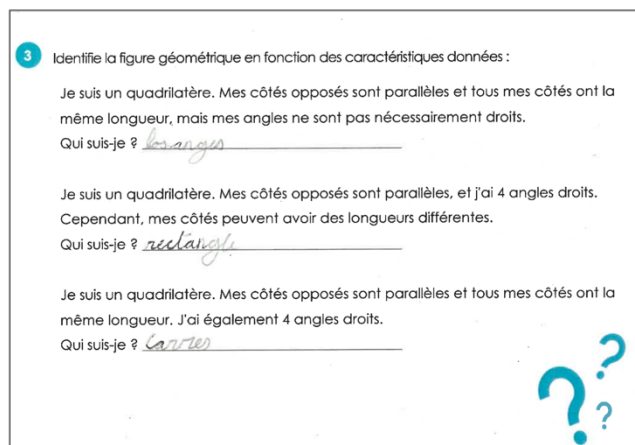 3 Identifie la figure géométrique en fonction des caractéristiques données :
Je suis un quadrilatère. Mes côtés opposés sont parallèles et tous mes côtés ont la
même longueur, mais mes angles ne sont pas nécessairement droits.
Qui suis-je ? losanges
Je suis un quadrilatère. Mes côtés opposés sont parallèles, et j'ai 4 angles droits.
Cependant, mes côtés peuvent avoir des longueurs différentes.
Qui suis-je ? rectangle
Je suis un quadrilatère. Mes côtés opposés sont parallèles et tous mes côtés ont la
même longueur. J'ai également 4 angles droits.
Qui suis-je ? Carrés
? ? ?